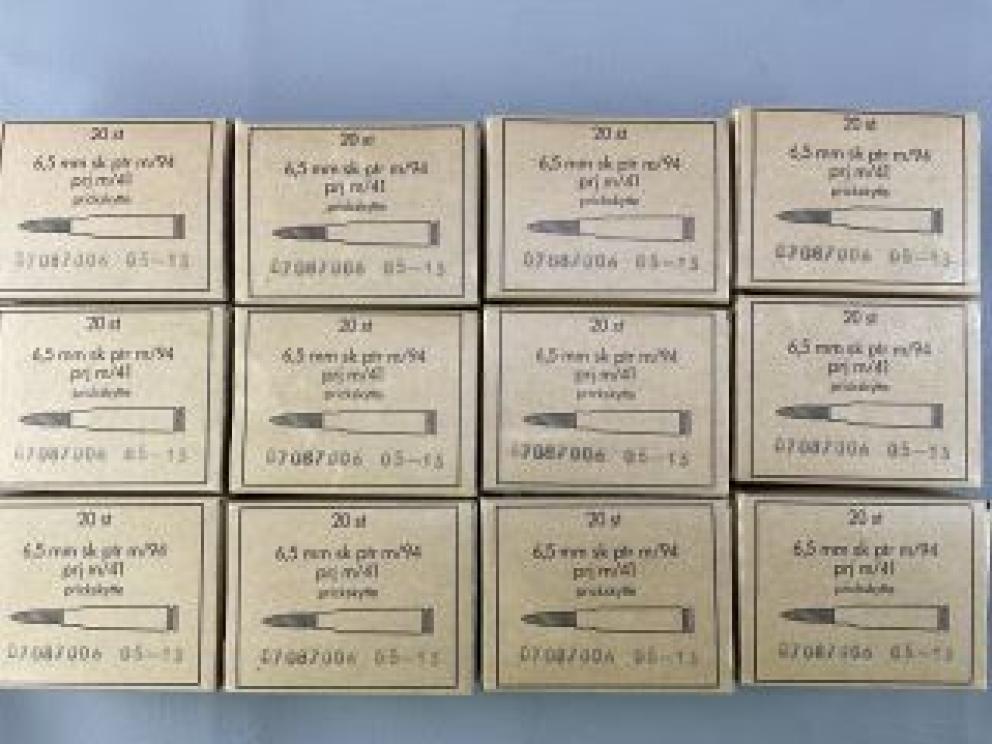 20 st
6,5 mm sk ptr m/94
prj m/41
prickskytte
07087006 05-13
20 st
6,5 mm sk ptr m/94
prj m/41
prickskytte
07087006 05-13
20 st
6,5 mm sk ptr m/94
prj m/41
prickskytte
07087006 05-13
20 st
6,5 mm sk ptr m/94
prj m/41
prickskytte
07087006 05-13
20 st
6,5 mm sk ptr m/94
prj m/41
prickskytte
07087006 05-13
20 st
6,5 mm sk ptr m/94
prj m/41
prickskytte
07087006 05-13
20 st
6,5 mm sk ptr m/94
prj m/41
prickskytte
07087006 05-13
20 st
6,5 mm sk ptr m/94
prj m/41
prickskytte
07087006 05-13
20 st
6,5 mm sk ptr m/94
prj m/41
prickskytte
07087006 05-13
20 st
6,5 mm sk ptr m/94
prj m/41
prickskytte
07087006 05-13
20 st
6,5 mm sk ptr m/94
prj m/41
prickskytte
07087006 05-13
20 st
6,5 mm sk ptr m/94
prj m/41
prickskytte
07087006 05-13